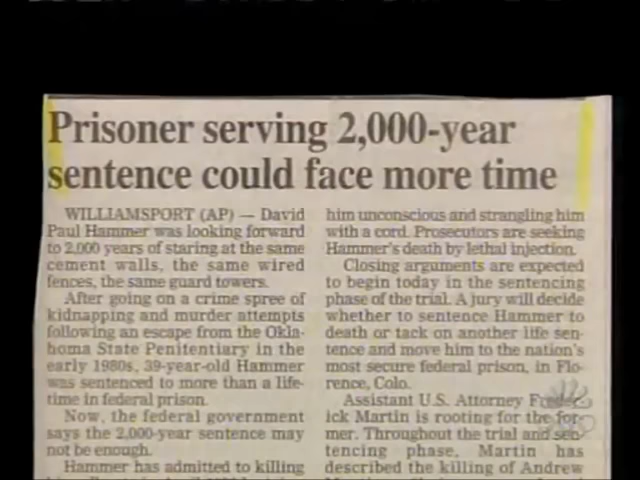 Prisoner serving 2,000-year
sentence could face more time
WILLIAMSPORT (AP) — David
Paul Hammer was looking forward
to 2,000 years of staring at the same
cement walls, the same wired
fences, the same guard towers.
After going on a crime spree of
kidnapping and murder attempts
following an escape from the Okla-
homa State Penitentiary in the
early 1980s, 39-year-old Hammer
was sentenced to more than a life-
time in federal prison.
Now, the federal government
says the 2,000-year sentence may
not be enough.
Hammer has admitted to killing
him unconscious and strangling him
with a cord. Prosecutors are seeking
Hammer's death by lethal injection.
Closing arguments are expected
to begin today in the sentencing
phase of the trial. A jury will decide
whether to sentence Hammer to
death or tack on another life sen-
tence and move him to the nation's
most secure federal prison, in Flo-
rence, Colo.
Assistant U.S. Attorney Freder-
ick Martin is rooting for the for-
mer. Throughout the trial and sen-
tencing phase, Martin has
described the killing of Andrew